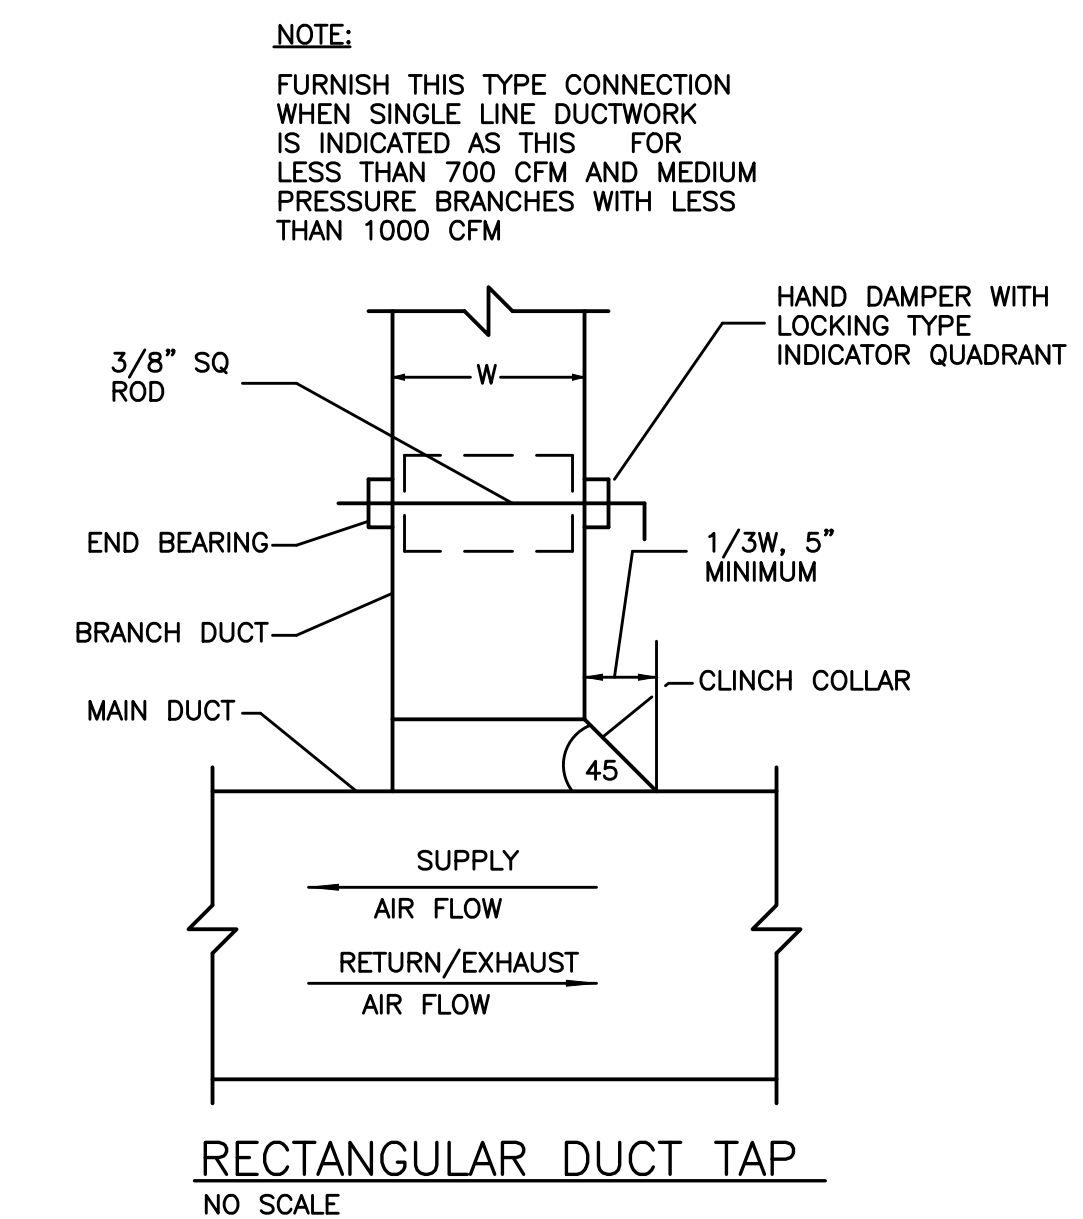 NOTE:
FURNISH THIS TYPE CONNECTION
WHEN SINGLE LINE DUCTWORK
IS INDICATED AS THIS FOR
LESS THAN 700 CFM AND MEDIUM
PRESSURE BRANCHES WITH LESS
THAN 1000 CFM
HAND DAMPER WITH
LOCKING TYPE
INDICATOR QUADRANT
3/8" SQ
ROD
W
END BEARING
1/3W, 5"
MINIMUM
BRANCH DUCT
CLINCH COLLAR
MAIN DUCT
45
SUPPLY
AIR FLOW
RETURN/EXHAUST
AIR FLOW
RECTANGULAR DUCT TAP
NO SCALE